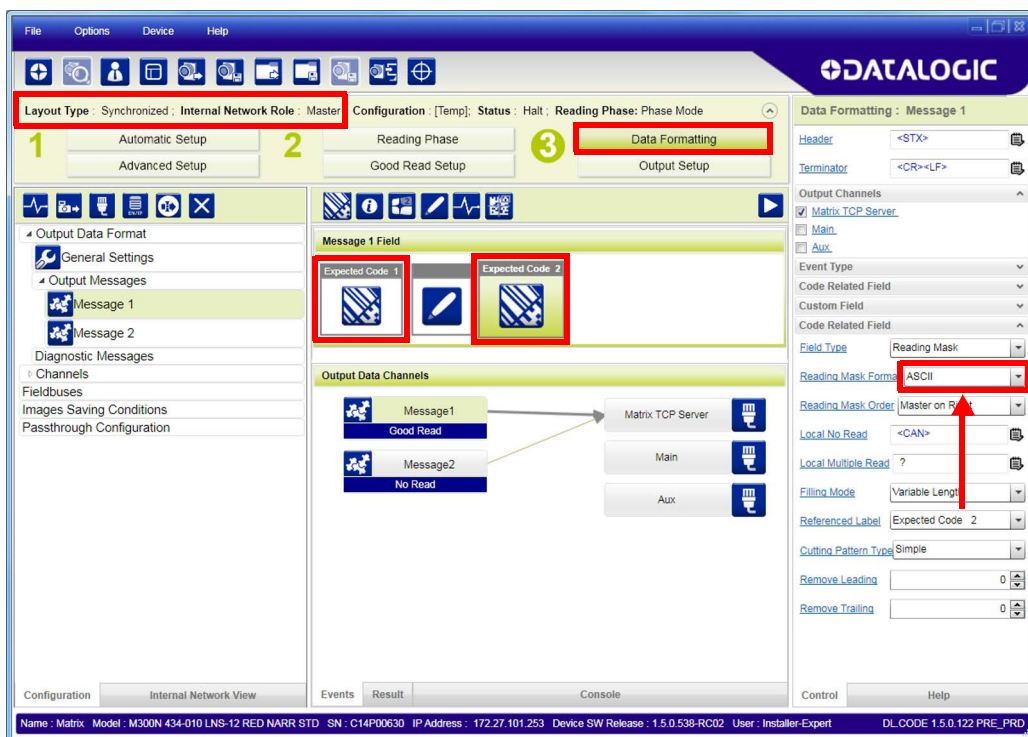 File Options Device Help
DATALOGIC
Layout Type : Synchronized ; Internal Network Role : Master Configuration : [Temp]; Status : Halt ; Reading Phase: Phase Mode
1 Automatic Setup 2 Reading Phase 3 Data Formatting
Advanced Setup Good Read Setup Output Setup
Output Data Format
General Settings
Output Messages
Message 1
Message 2
Diagnostic Messages
Channels
Fieldbuses
Images Saving Conditions
Passthrough Configuration
Configuration Internal Network View
Message 1 Field
Expected Code 1 Expected Code 2
Output Data Channels
Message1
Good Read
Message2
No Read
Matrix TCP Server
Main
Aux
Events Result Console
Data Formatting : Message 1
Header <STX>
Terminator <CR><LF>
Output Channels
Matrix TCP Server
Main
Aux
Event Type
Code Related Field
Custom Field
Code Related Field
Field Type Reading Mask
Reading Mask Forma ASCII
Reading Mask Order Master on
Local No Read <CAN>
Local Multiple Read ?
Filling Mode Variable Length
Referenced Label Expected Code 2
Cutting Pattern Type Simple
Remove Leading 0
Remove Trailing 0
Control Help
Name : Matrix Model : M300N 434-010 LNS-12 RED NARR STD SN : C14P00630 IP Address : 172.27.101.253 Device SW Release : 1.5.0.538-RC02 User : Installer-Expert DL.CODE 1.5.0.122 PRE_PRD